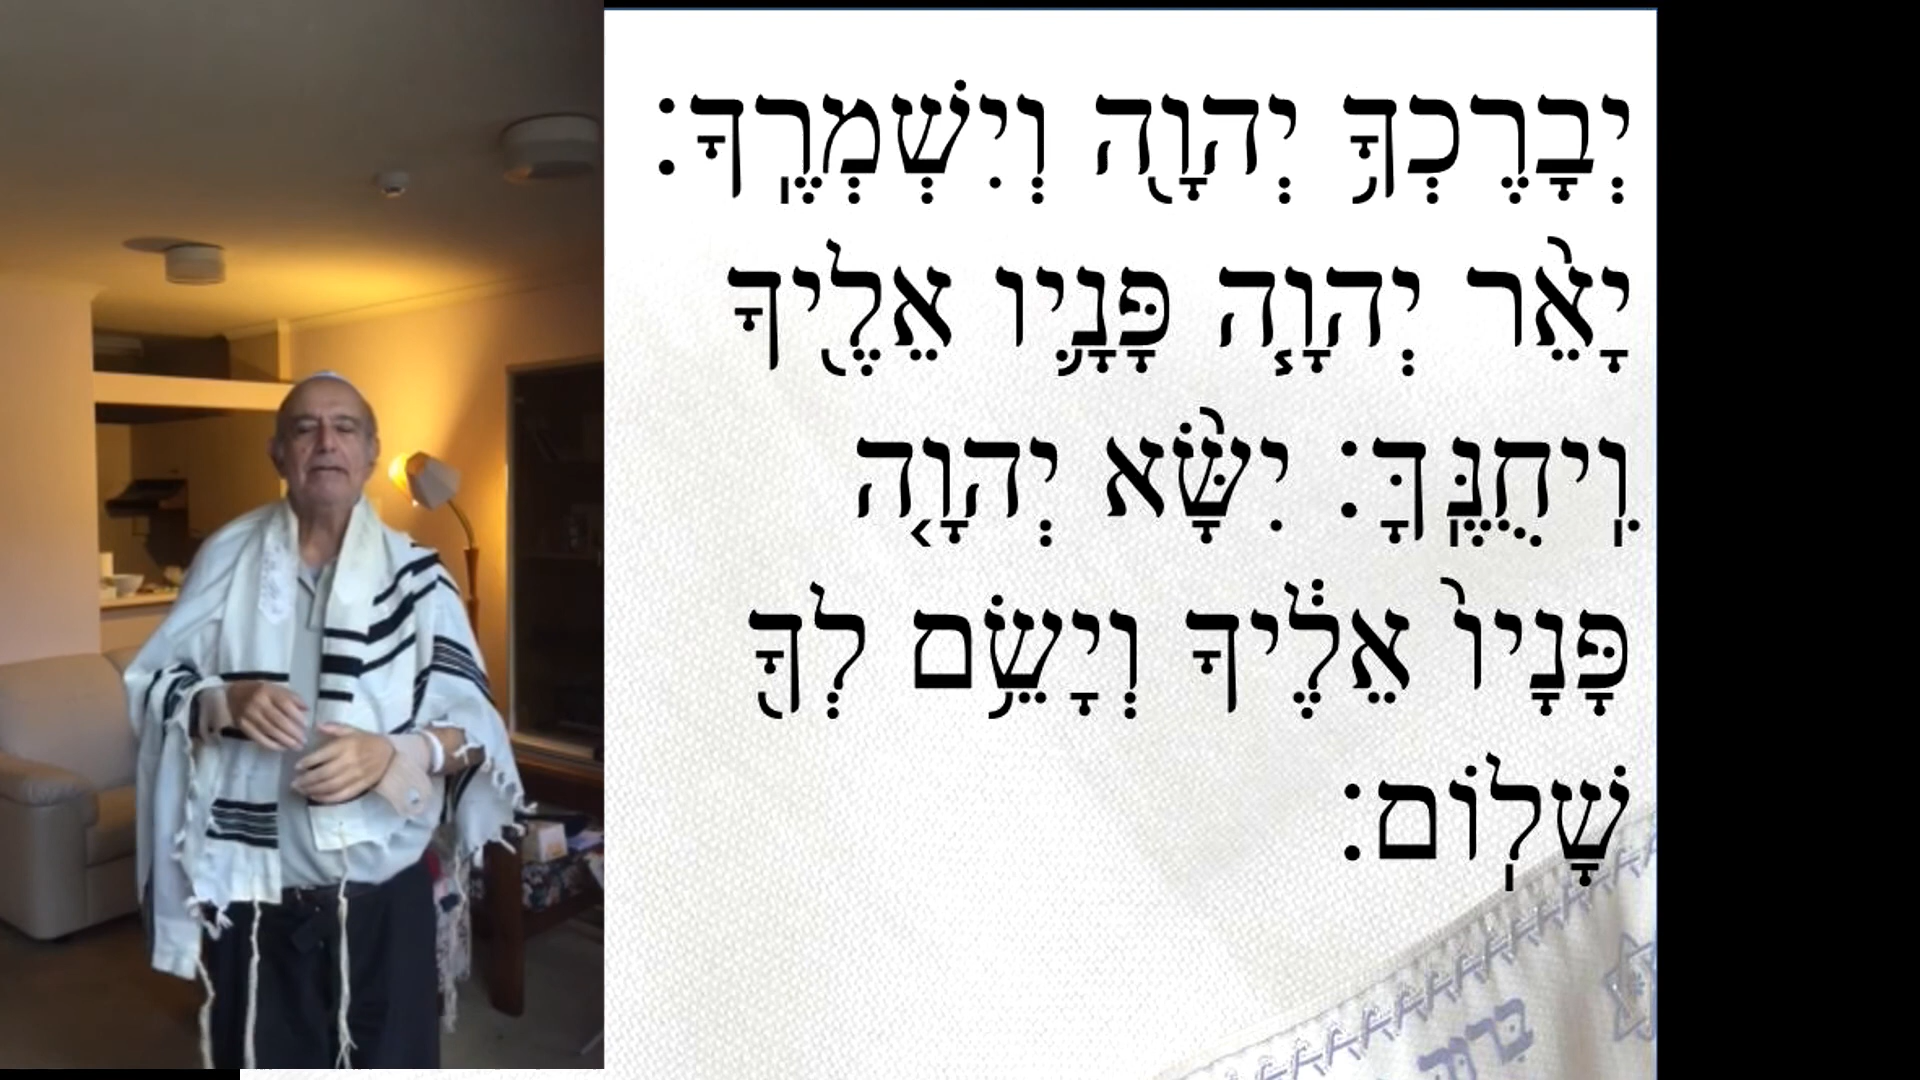 יְבָרֶכְךָ֥ יְהוָ֖ה וְיִשְׁמְרֶֽךָ׃
יָאֵ֨ר יְהוָ֧ה פָּנָ֛יו אֵלֶ֖יךָ
וִֽיחֻנֶּֽךָּ׃ יִשָּׂ֨א יְהוָ֤ה
פָּנָיו֙ אֵלֶ֔יךָ וְיָשֵׂ֥ם לְךָ֖
שָׁלֽוֹם׃